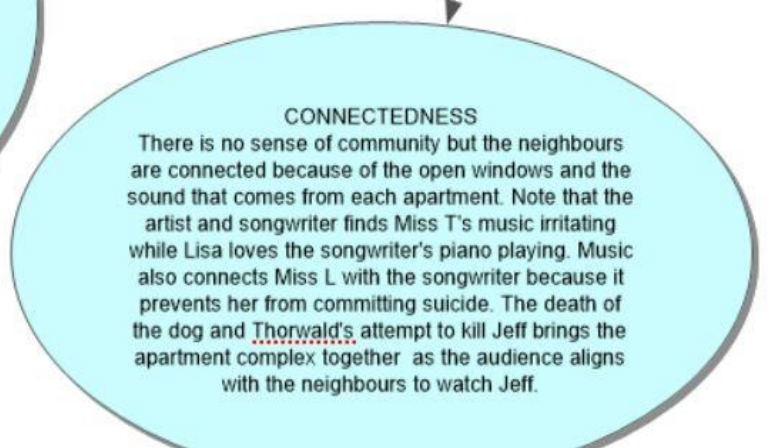 CONNECTEDNESS
There is no sense of community but the neighbours
are connected because of the open windows and the
sound that comes from each apartment. Note that the
artist and songwriter finds Miss T's music irritating
while Lisa loves the songwriter's piano playing. Music
also connects Miss L with the songwriter because it
prevents her from committing suicide. The death of
the dog and Thorwald's attempt to kill Jeff brings the
apartment complex together  as the audience aligns
with the neighbours to watch Jeff.